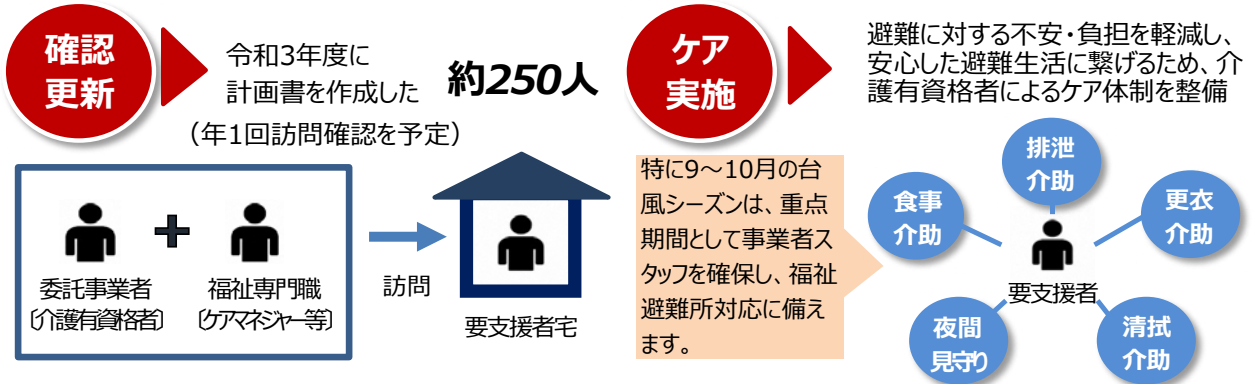 確認
更新
令和3年度に
計画書を作成した
約250人
（年1回訪問確認を予定）
委託事業者
〔介護有資格者〕
福祉専門職
〔ケアマネジャー等〕
訪問
要支援者宅
ケア
実施
避難に対する不安・負担を軽減し、
安心した避難生活に繋げるため、介
護有資格者によるケア体制を整備
特に9～10月の台
風シーズンは、重点
期間として事業者ス
タッフを確保し、福祉
避難所対応に備え
ます。
排泄
介助
食事
介助
更衣
介助
要支援者
夜間
見守り
清拭
介助